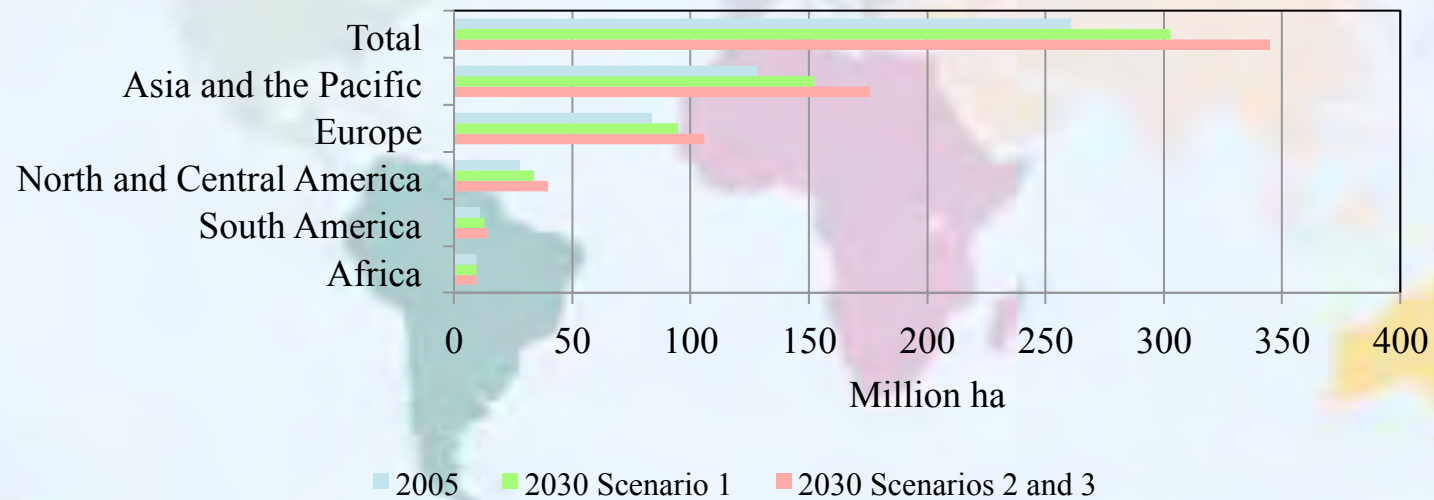 Total
Asia and the Pacific
Europe
North and Central America
South America
Africa
0 50 100 150 200 250 300 350 400
Million ha
2005 2030 Scenario 1 2030 Scenarios 2 and 3